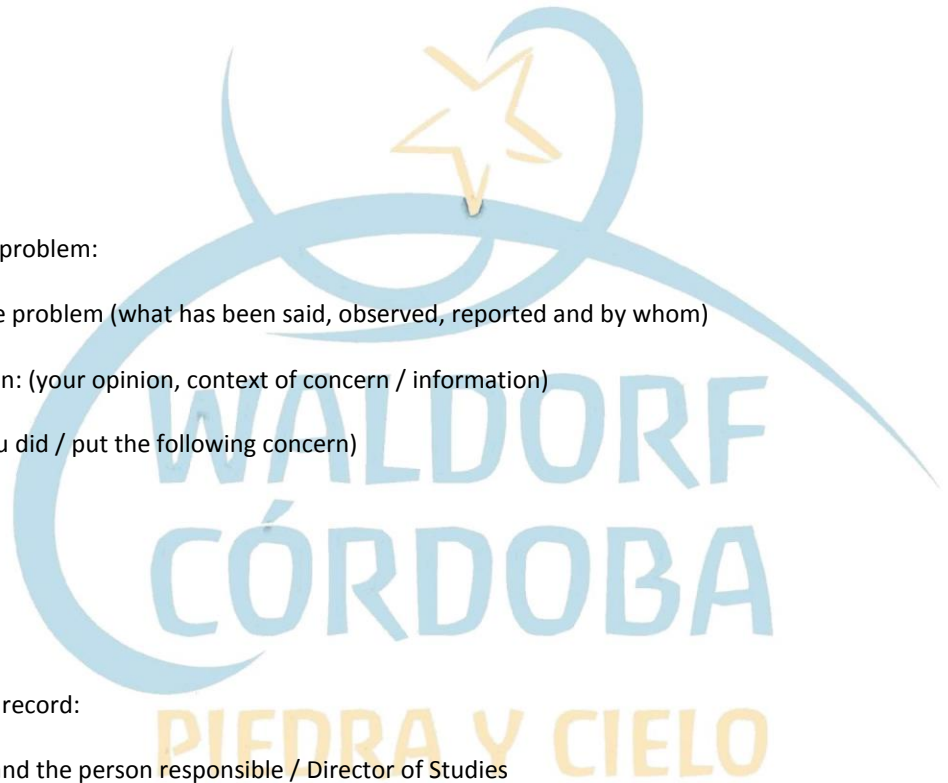 problem:
e problem (what has been said, observed, reported and by whom)
n: (your opinion, context of concern / information)
u did / put the following concern)
WALDORF
CÓRDOBA
record:
PIEDRA Y CIELO
nd the person responsible / Director of Studies